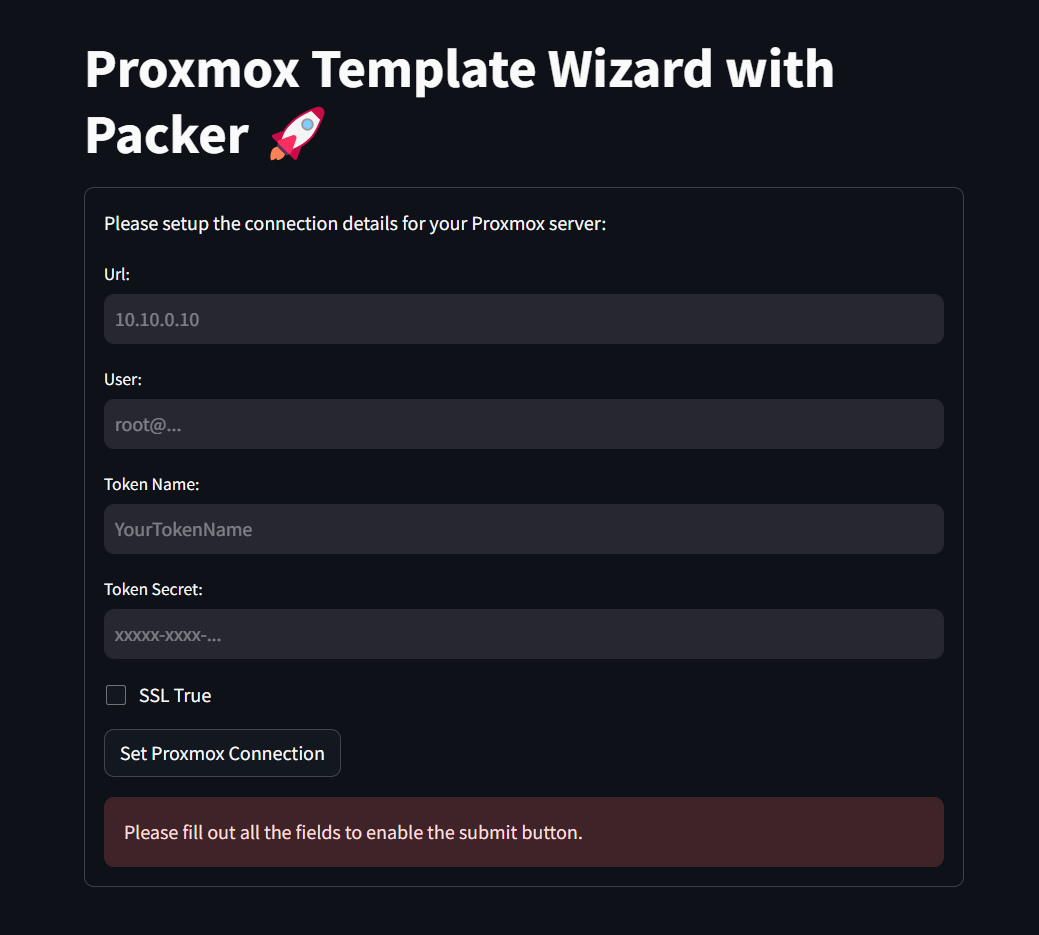 Proxmox Template Wizard with
Packer 🚀
Please setup the connection details for your Proxmox server:
Url:
10.10.0.10
User:
root@...
Token Name:
YourTokenName
Token Secret:
xxxxx-xxxx-...
SSL True
Set Proxmox Connection
Please fill out all the fields to enable the submit button.